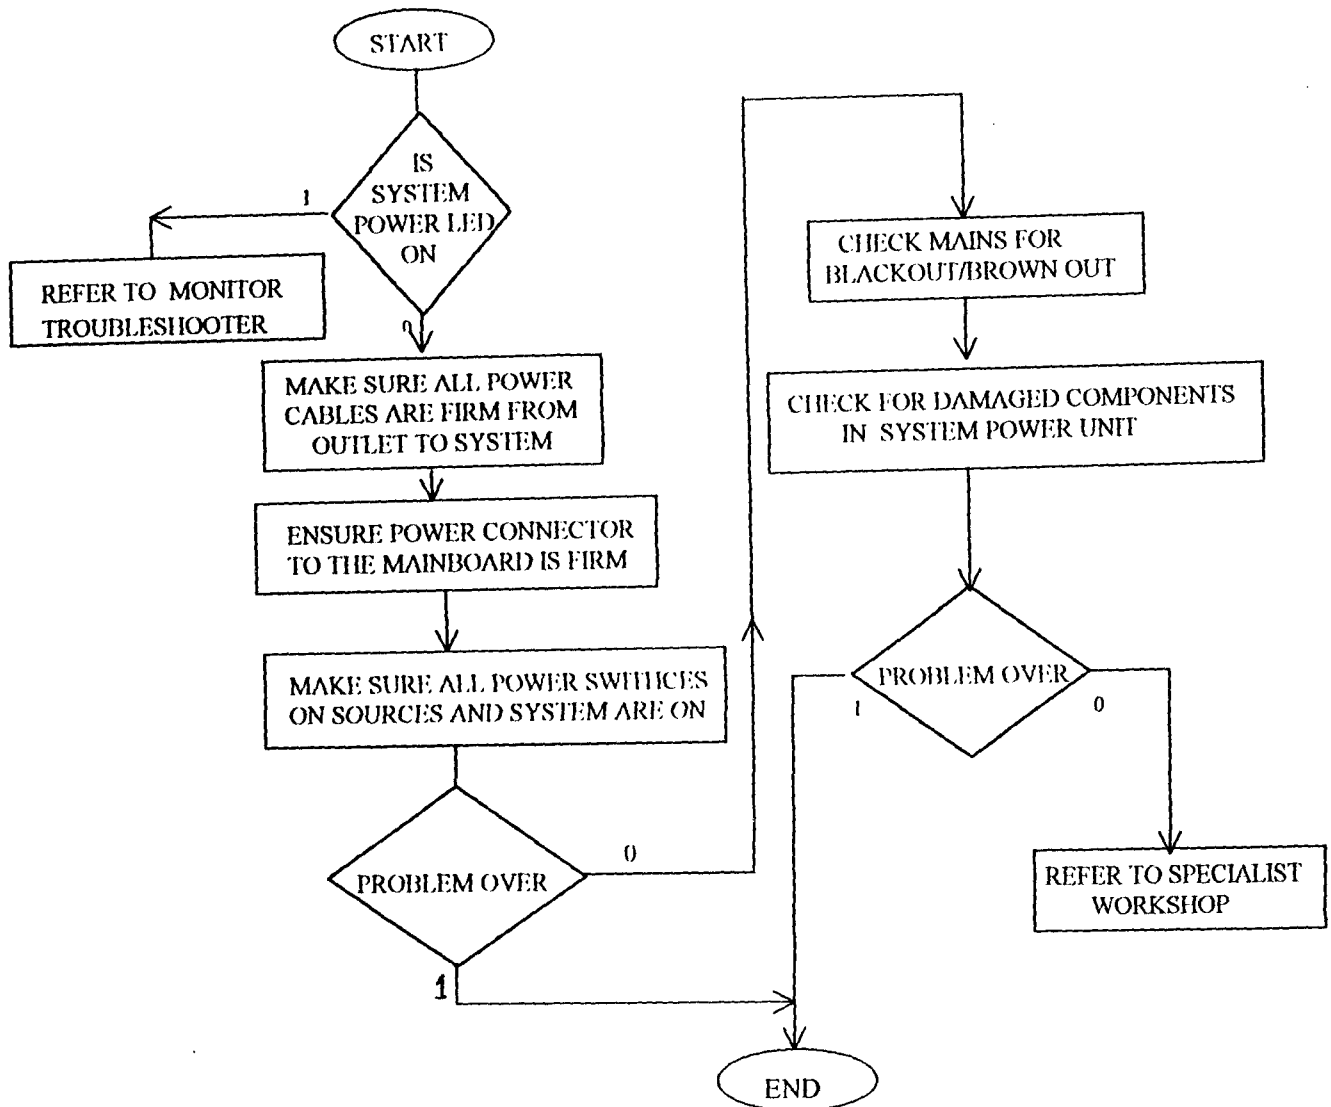 START
IS
SYSTEM
POWER LED
ON
1
REFER TO MONITOR
TROUBLESHOOTER
0
MAKE SURE ALL POWER
CABLES ARE FIRM FROM
OUTLET TO SYSTEM
ENSURE POWER CONNECTOR
TO THE MAINBOARD IS FIRM
MAKE SURE ALL POWER SWITHCES
ON SOURCES AND SYSTEM ARE ON
PROBLEM OVER
0
1
CHECK MAINS FOR
BLACKOUT/BROWN OUT
CHECK FOR DAMAGED COMPONENTS
IN SYSTEM POWER UNIT
PROBLEM OVER
1
0
REFER TO SPECIALIST
WORKSHOP
END